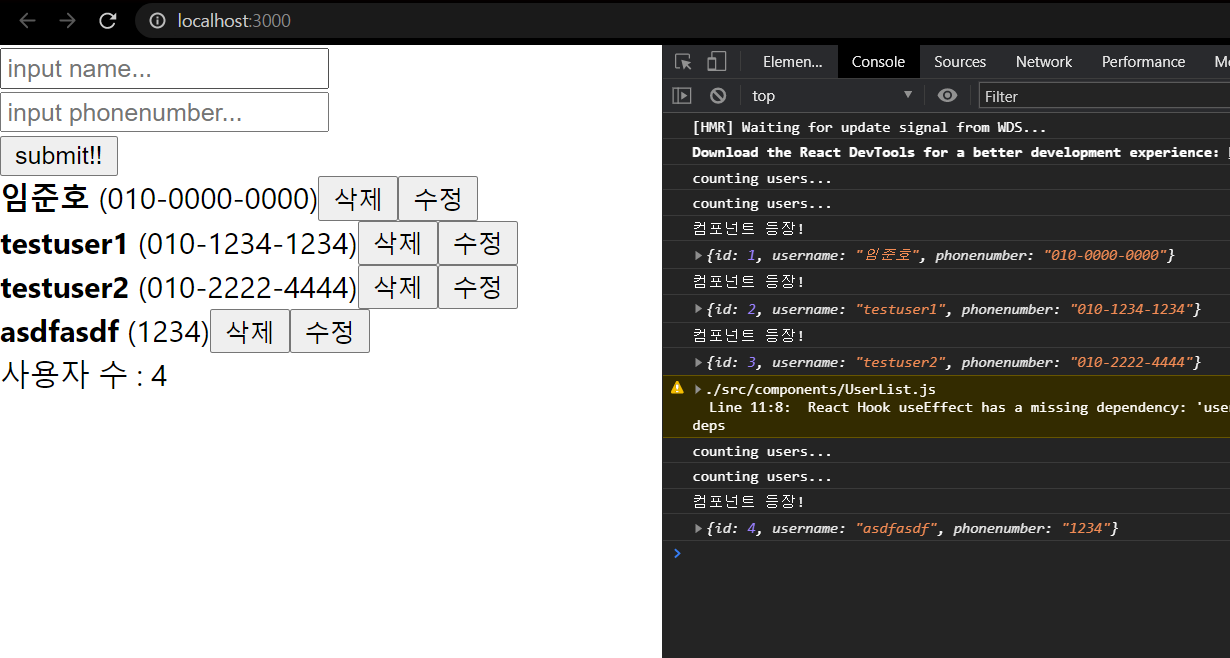 localhost:3000
input name...
input phonenumber...
submit!!
임준호 (010-0000-0000) 삭제 수정
testuser1 (010-1234-1234) 삭제 수정
testuser2 (010-2222-4444) 삭제 수정
asdfasdf (1234) 삭제 수정
사용자 수 : 4
Elemen... Console Sources Network Performance
top Filter
[HMR] Waiting for update signal from WDS...
Download the React DevTools for a better development experience:
counting users...
counting users...
컴포넌트 등장!
{id: 1, username: "임준호", phonenumber: "010-0000-0000"}
컴포넌트 등장!
{id: 2, username: "testuser1", phonenumber: "010-1234-1234"}
컴포넌트 등장!
{id: 3, username: "testuser2", phonenumber: "010-2222-4444"}
./src/components/UserList.js
Line 11:8: React Hook useEffect has a missing dependency: 'use
deps
counting users...
counting users...
컴포넌트 등장!
{id: 4, username: "asdfasdf", phonenumber: "1234"}